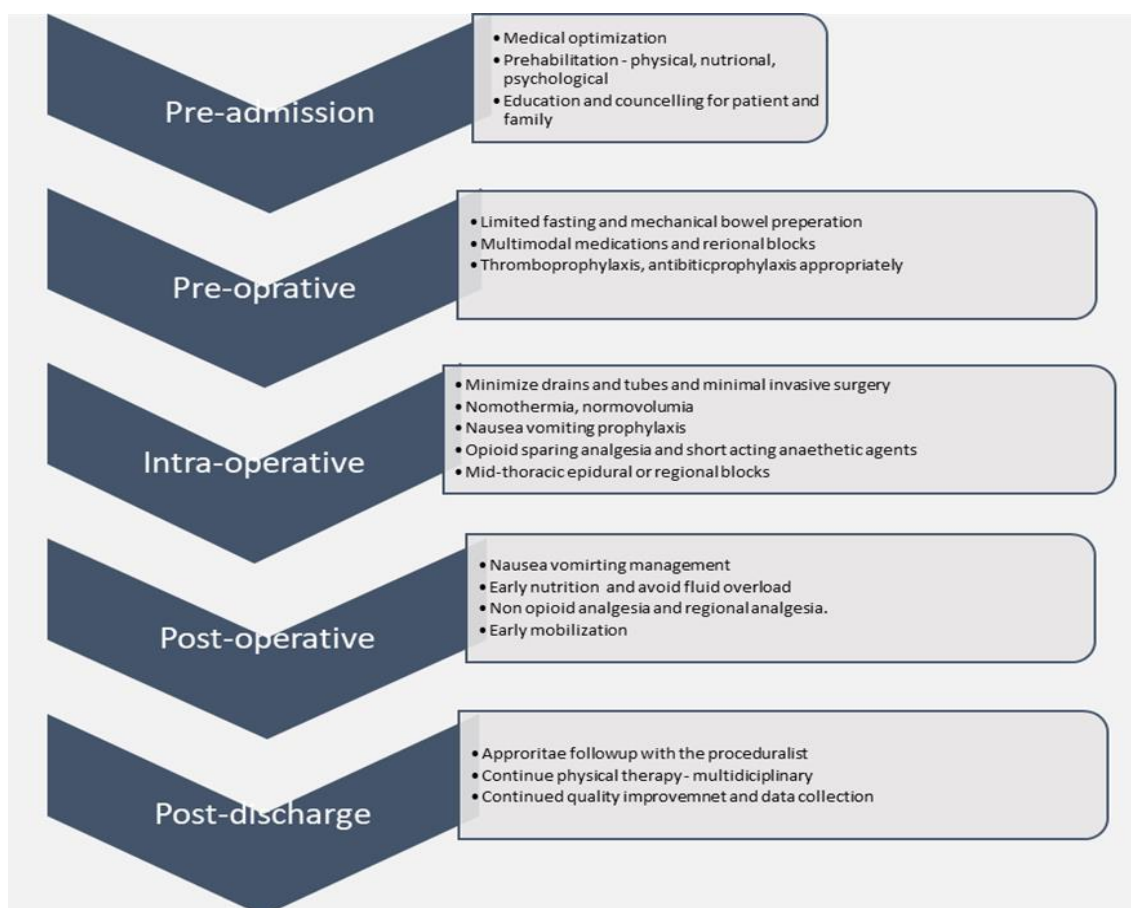 Pre-admission
• Medical optimization
• Prehabilitation - physical, nutrional,
psychological
• Education and councelling for patient and
family
Pre-oprative
• Limited fasting and mechanical bowel preperation
• Multimodal medications and rerional blocks
• Thromboprophylaxis, antibiticprophylaxis appropriately
Intra-operative
• Minimize drains and tubes and minimal invasive surgery
• Nomothermia, normovolumia
• Nausea vomiting prophylaxis
• Opioid sparing analgesia and short acting anaethetic agents
• Mid-thoracic epidural or regional blocks
Post-operative
• Nausea vomirting management
• Early nutrition and avoid fluid overload
• Non opioid analgesia and regional analgesia.
• Early mobilization
Post-discharge
• Approritae followup with the proceduralist
• Continue physical therapy - multidiciplinary
• Continued quality improvemnet and data collection